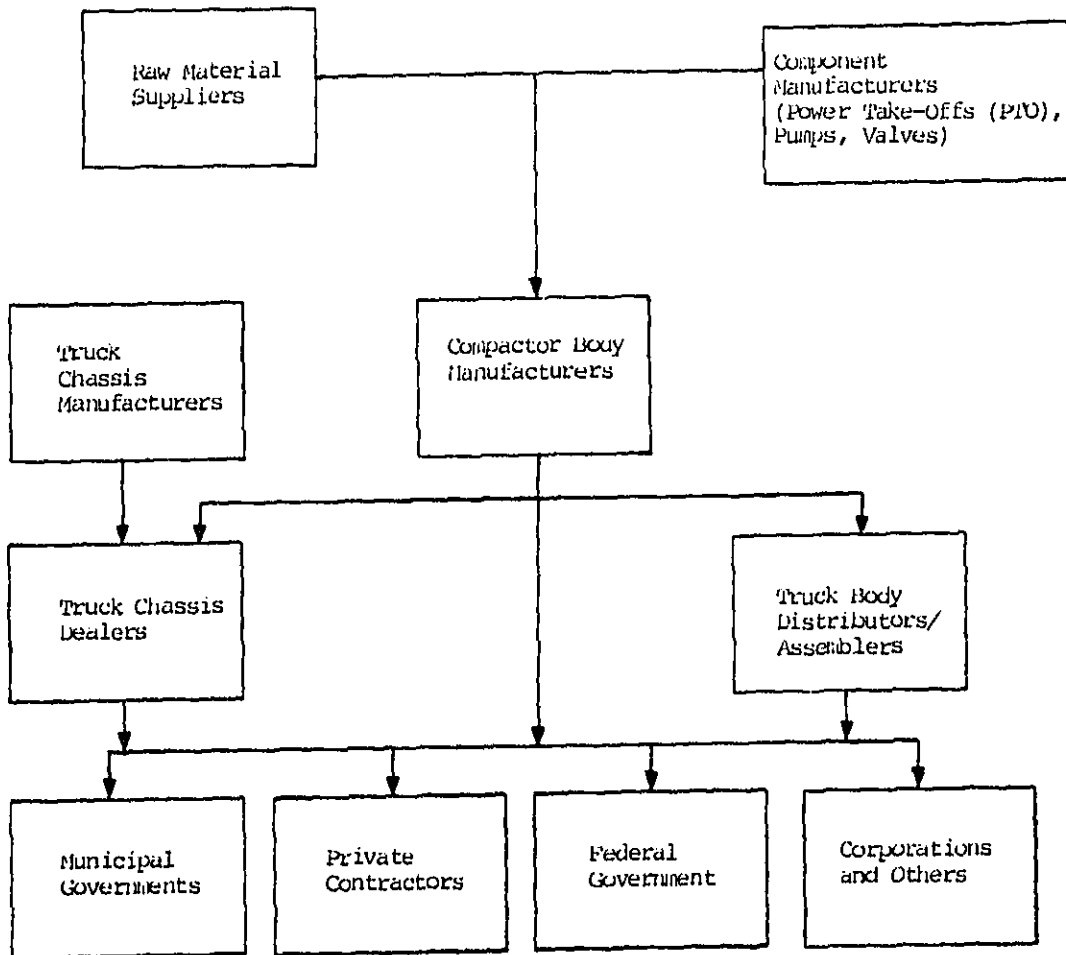 Raw Material
Suppliers
Component
Manufacturers
(Power Take-Offs (PTO),
Pumps, Valves)
Truck
Chassis
Manufacturers
Compactor Body
Manufacturers
Truck Chassis
Dealers
Truck Body
Distributors/
Assemblers
Municipal
Governments
Private
Contractors
Federal
Government
Corporations
and Others